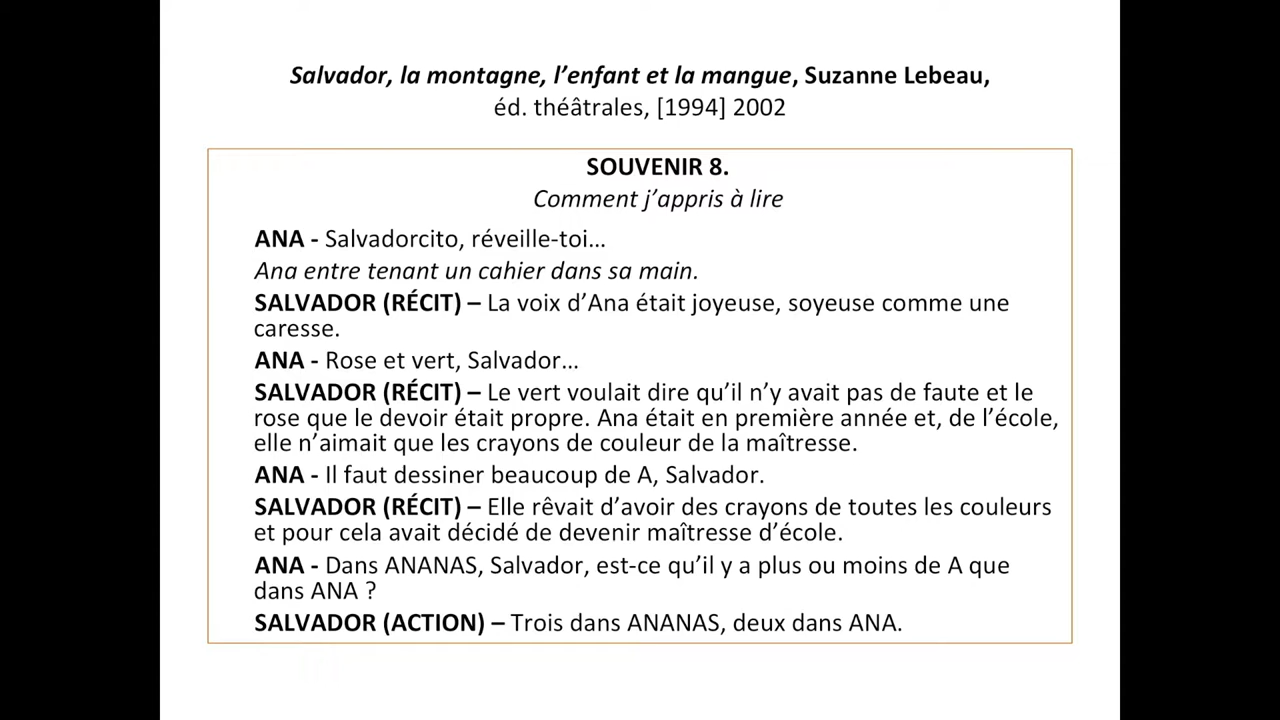 Salvador, la montagne, l’enfant et la mangue, Suzanne Lebeau,
éd. théâtrales, [1994] 2002
SOUVENIR 8.
Comment j’appris à lire
ANA - Salvadorcito, réveille-toi…
Ana entre tenant un cahier dans sa main.
SALVADOR (RÉCIT) – La voix d’Ana était joyeuse, soyeuse comme une
caresse.
ANA - Rose et vert, Salvador…
SALVADOR (RÉCIT) – Le vert voulait dire qu’il n’y avait pas de faute et le
rose que le devoir était propre. Ana était en première année et, de l’école,
elle n’aimait que les crayons de couleur de la maîtresse.
ANA - Il faut dessiner beaucoup de A, Salvador.
SALVADOR (RÉCIT) – Elle rêvait d’avoir des crayons de toutes les couleurs
et pour cela avait décidé de devenir maîtresse d’école.
ANA - Dans ANANAS, Salvador, est-ce qu’il y a plus ou moins de A que
dans ANA ?
SALVADOR (ACTION) – Trois dans ANANAS, deux dans ANA.